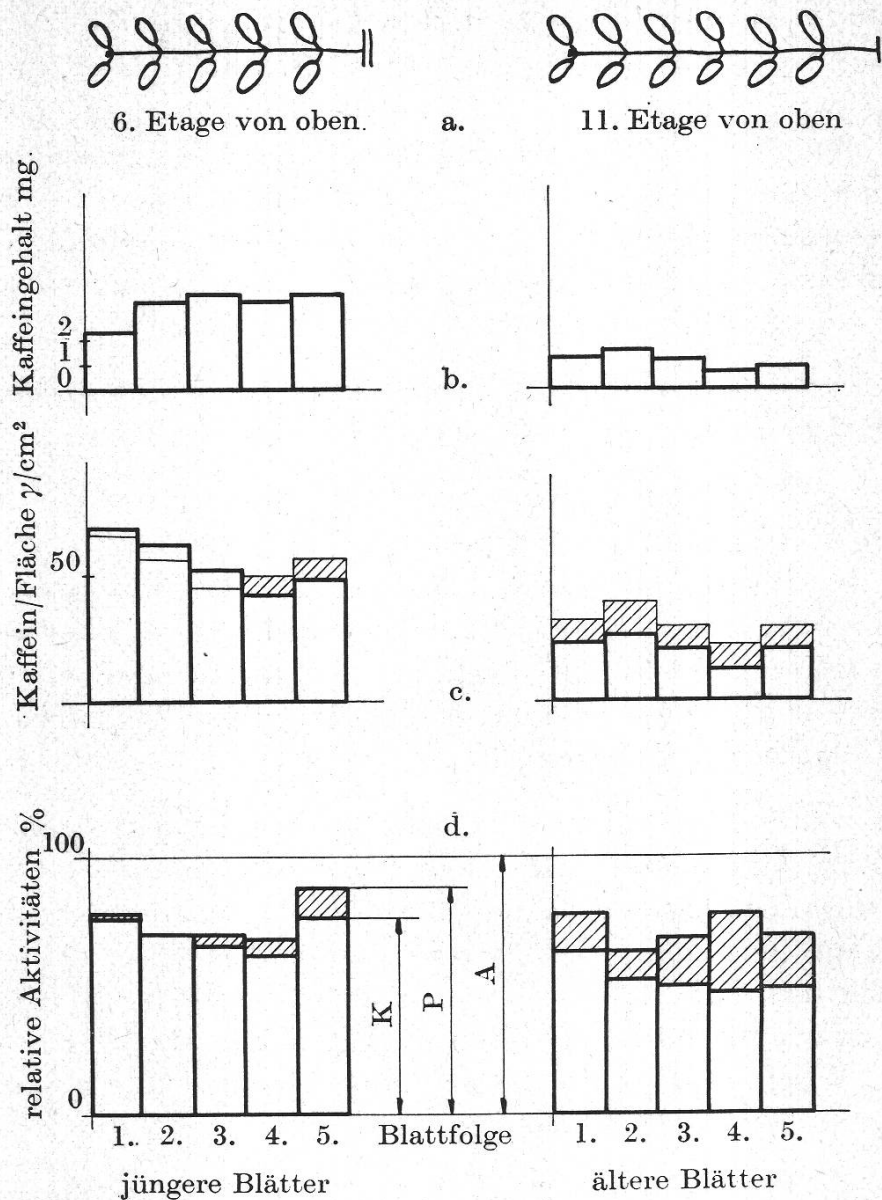 6. Etage von oben.
a.
11. Etage von oben
Kaffeingehalt mg.
2
1
0
b.
Kaffein/Fläche γ/cm²
50
c.
d.
relative Aktivitäten %
100
0
K
P
A
1. 2. 3. 4. 5. Blattfolge 1. 2. 3. 4. 5.
jüngere Blätter
ältere Blätter